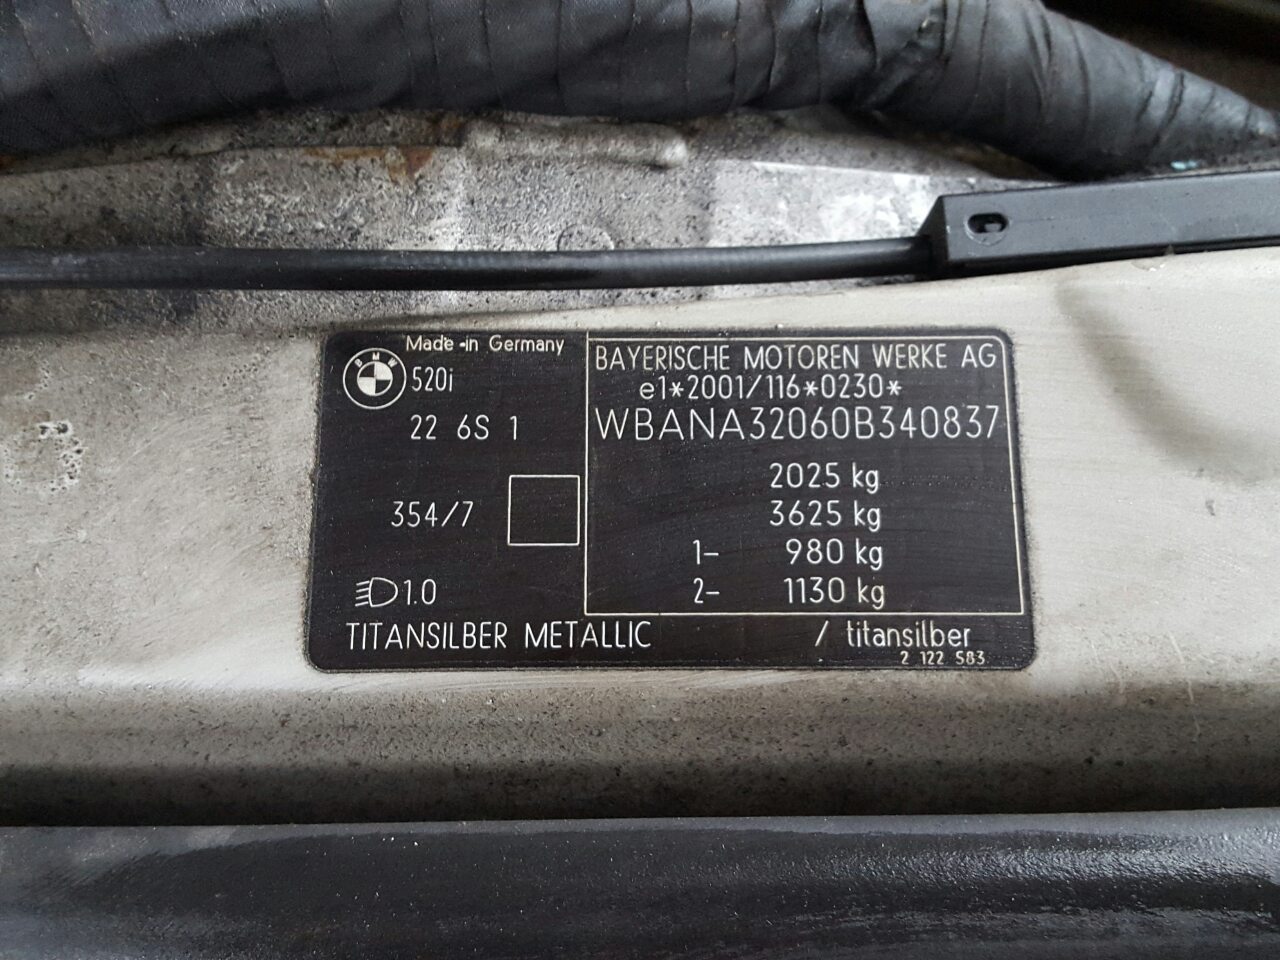 Made in Germany
BMW
520i
22 6S 1
354/7
1.0
BAYERISCHE MOTOREN WERKE AG
e1*2001/116*0230*
WBANA32060B340837
2025 kg
3625 kg
1- 980 kg
2- 1130 kg
TITANSILBER METALLIC / titansilber
2 122 583